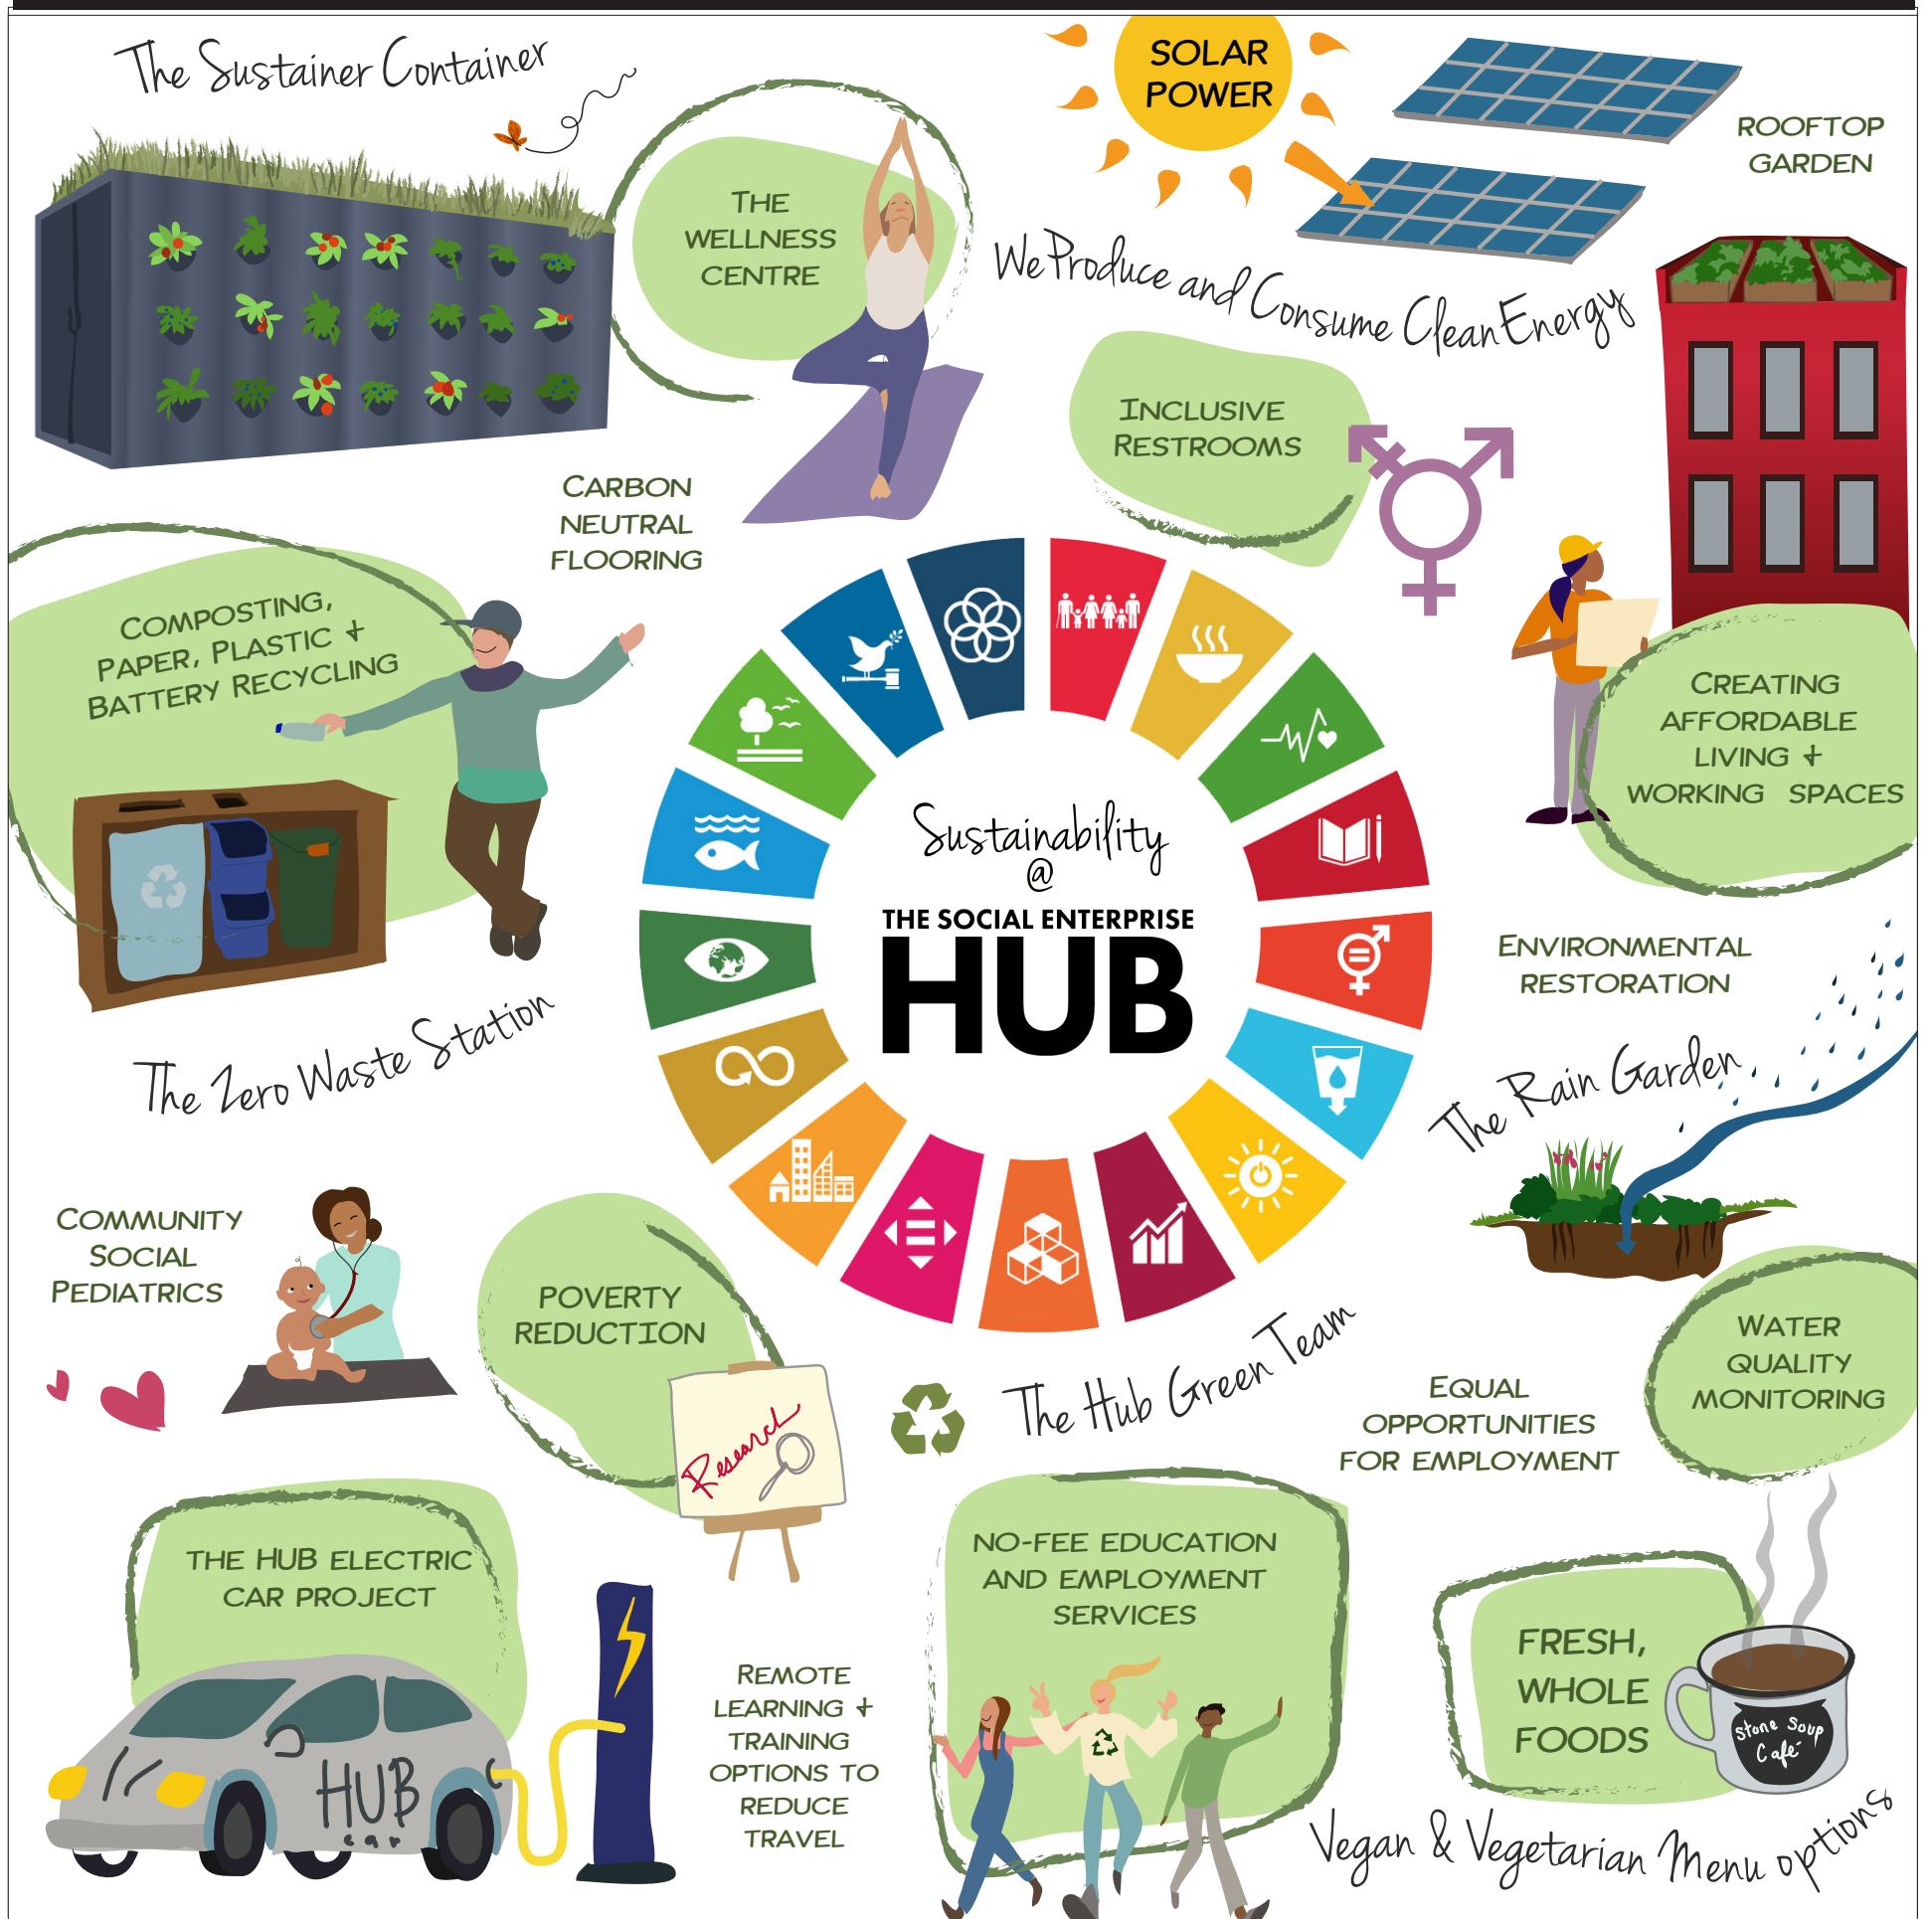 The Sustainer Container
SOLAR
POWER
ROOFTOP
GARDEN
THE
WELLNESS
CENTRE
We Produce and Consume Clean Energy
INCLUSIVE
RESTROOMS
CARBON
NEUTRAL
FLOORING
COMPOSTING,
PAPER, PLASTIC &
BATTERY RECYCLING
CREATING
AFFORDABLE
LIVING &
WORKING SPACES
Sustainability
@
THE SOCIAL ENTERPRISE
HUB
ENVIRONMENTAL
RESTORATION
The Zero Waste Station
The Rain Garden
COMMUNITY
SOCIAL
PEDIATRICS
POVERTY
REDUCTION
Research
The Hub Green Team
EQUAL
OPPORTUNITIES
FOR EMPLOYMENT
WATER
QUALITY
MONITORING
THE HUB ELECTRIC
CAR PROJECT
HUB
car
REMOTE
LEARNING &
TRAINING
OPTIONS TO
REDUCE
TRAVEL
NO-FEE EDUCATION
AND EMPLOYMENT
SERVICES
FRESH,
WHOLE
FOODS
Stone Soup
Café
Vegan & Vegetarian Menu options